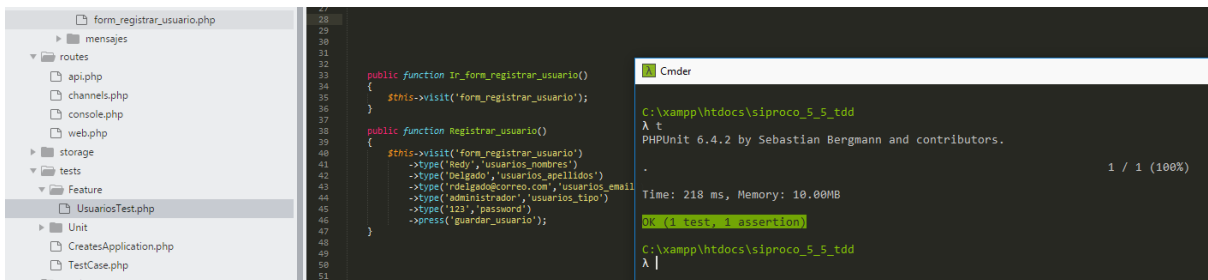 form_registrar_usuario.php
mensajes
routes
api.php
channels.php
console.php
web.php
storage
tests
Feature
UsuariosTest.php
Unit
CreatesApplication.php
TestCase.php
27
28
29
30
31
32
33 public function Ir_form_registrar_usuario()
34 {
35 $this->visit('form_registrar_usuario');
36 }
37
38 public function Registrar_usuario()
39 {
40 $this->visit('form_registrar_usuario')
41 ->type('Redy','usuarios_nombres')
42 ->type('Delgado','usuarios_apellidos')
43 ->type('rdelgado@correo.com','usuarios_email
44 ->type('administrador','usuarios_tipo')
45 ->type('123','password')
46 ->press('guardar_usuario');
47 }
48
49
50
51
λ Cmder
C:\xampp\htdocs\siproco_5_5_tdd
λ t
PHPUnit 6.4.2 by Sebastian Bergmann and contributors.
. 1 / 1 (100%)
Time: 218 ms, Memory: 10.00MB
OK (1 test, 1 assertion)
C:\xampp\htdocs\siproco_5_5_tdd
λ